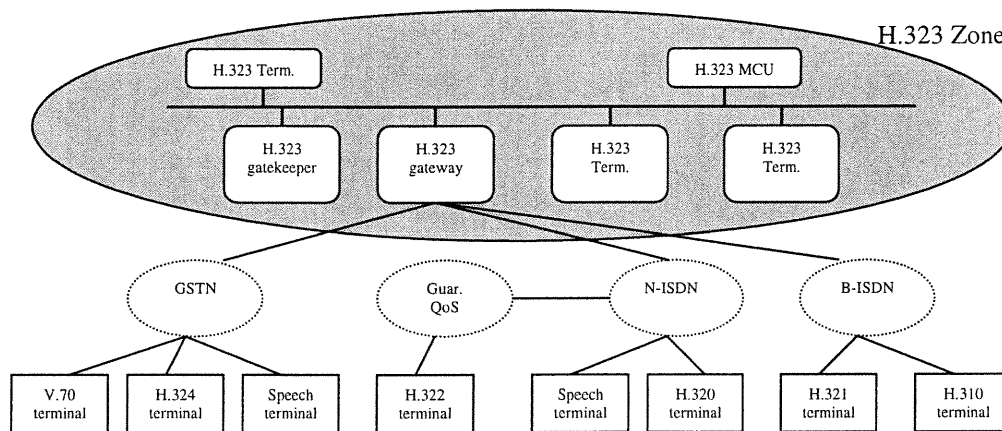 H.323 Zone
H.323 Term.
H.323 MCU
H.323
gatekeeper
H.323
gateway
H.323
Term.
H.323
Term.
GSTN
Guar.
QoS
N-ISDN
B-ISDN
V.70
terminal
H.324
terminal
Speech
terminal
H.322
terminal
Speech
terminal
H.320
terminal
H.321
terminal
H.310
terminal